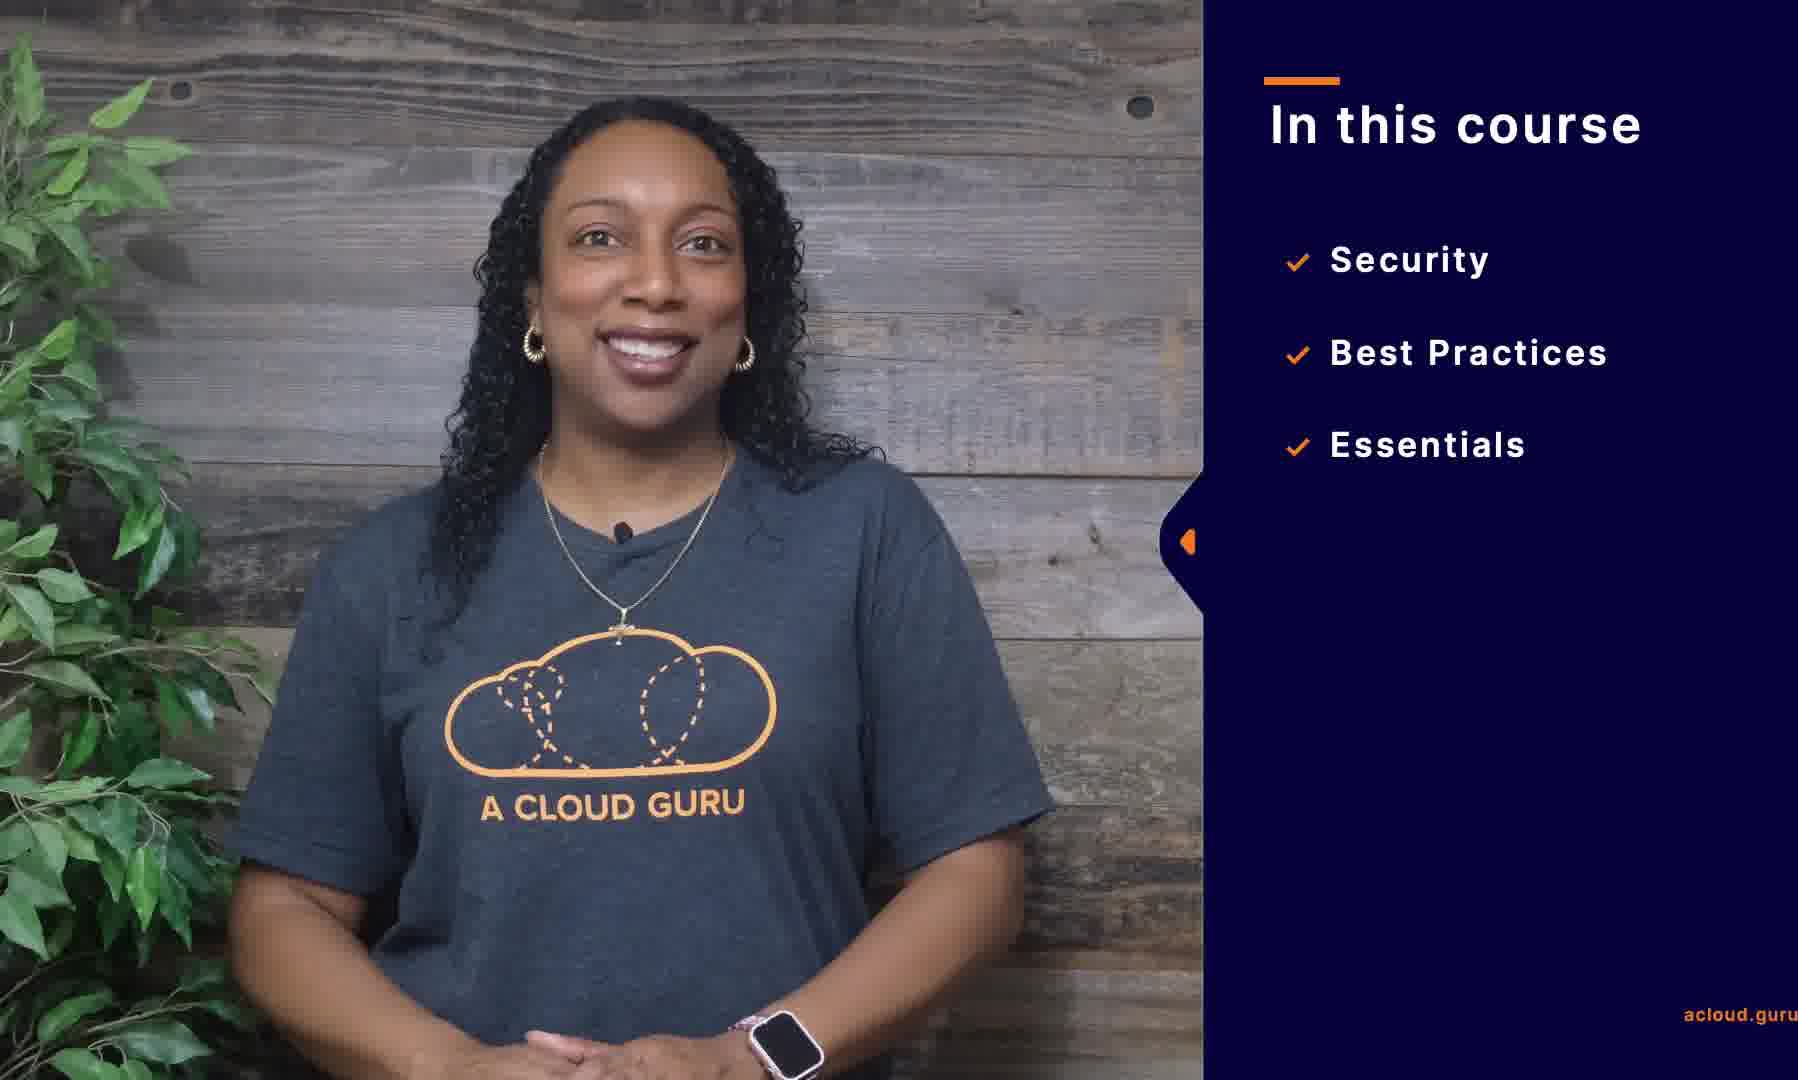 In this course
Security
Best Practices
Essentials
A CLOUD GURU
acloud.guru